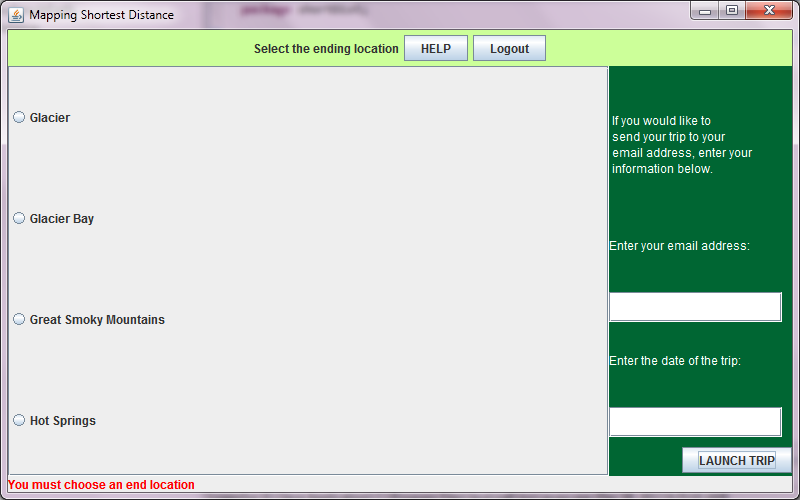 Mapping Shortest Distance
Select the ending location
HELP
Logout
Glacier
Glacier Bay
Great Smoky Mountains
Hot Springs
If you would like to
send your trip to your
email address, enter your
information below.
Enter your email address:
Enter the date of the trip:
LAUNCH TRIP
You must choose an end location